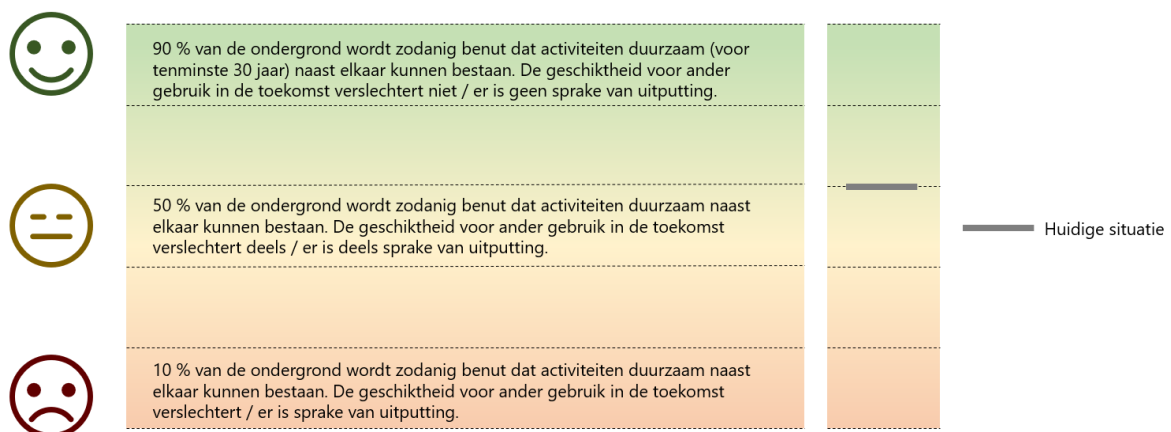 90 % van de ondergrond wordt zodanig benut dat activiteiten duurzaam (voor
tenminste 30 jaar) naast elkaar kunnen bestaan. De geschiktheid voor ander
gebruik in de toekomst verslechtert niet / er is geen sprake van uitputting.
50 % van de ondergrond wordt zodanig benut dat activiteiten duurzaam naast
elkaar kunnen bestaan. De geschiktheid voor ander gebruik in de toekomst
verslechtert deels / er is deels sprake van uitputting.
Huidige situatie
10 % van de ondergrond wordt zodanig benut dat activiteiten duurzaam naast
elkaar kunnen bestaan. De geschiktheid voor ander gebruik in de toekomst
verslechtert / er is sprake van uitputting.